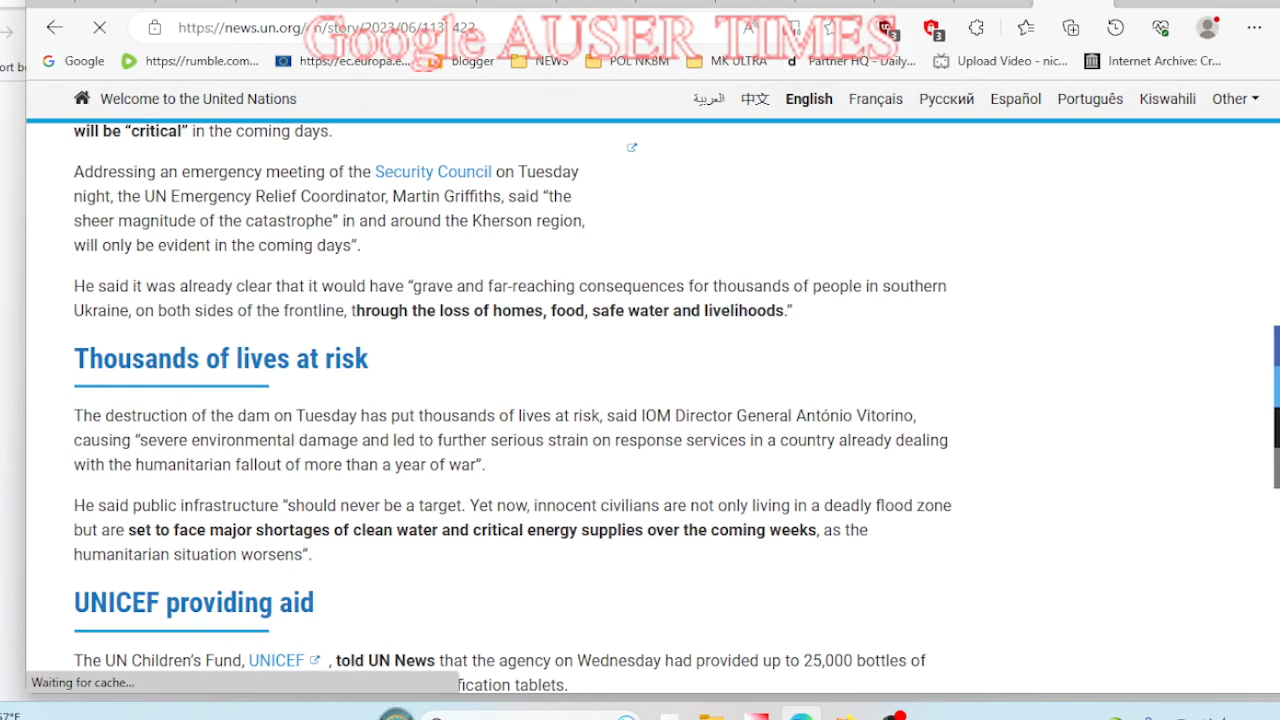 Google AUSER TIMES
https://news.un.org/
n/story/2023/06/113
422
ort be
Google https://rumble.com... https://ec.europa.e... blogger NEWS POL NK8M MK ULTRA Partner HQ - Daily... Upload Video - nic... Internet Archive: Cr...
Welcome to the United Nations العربية 中文 English Français Русский Español Português Kiswahili Other
will be “critical” in the coming days.
Addressing an emergency meeting of the Security Council on Tuesday
night, the UN Emergency Relief Coordinator, Martin Griffiths, said “the
sheer magnitude of the catastrophe” in and around the Kherson region,
will only be evident in the coming days”.
He said it was already clear that it would have “grave and far-reaching consequences for thousands of people in southern
Ukraine, on both sides of the frontline, through the loss of homes, food, safe water and livelihoods.”
Thousands of lives at risk
The destruction of the dam on Tuesday has put thousands of lives at risk, said IOM Director General António Vitorino,
causing “severe environmental damage and led to further serious strain on response services in a country already dealing
with the humanitarian fallout of more than a year of war”.
He said public infrastructure “should never be a target. Yet now, innocent civilians are not only living in a deadly flood zone
but are set to face major shortages of clean water and critical energy supplies over the coming weeks, as the
humanitarian situation worsens”.
UNICEF providing aid
The UN Children’s Fund, UNICEF , told UN News that the agency on Wednesday had provided up to 25,000 bottles of
Waiting for cache...
fication tablets.
57°F